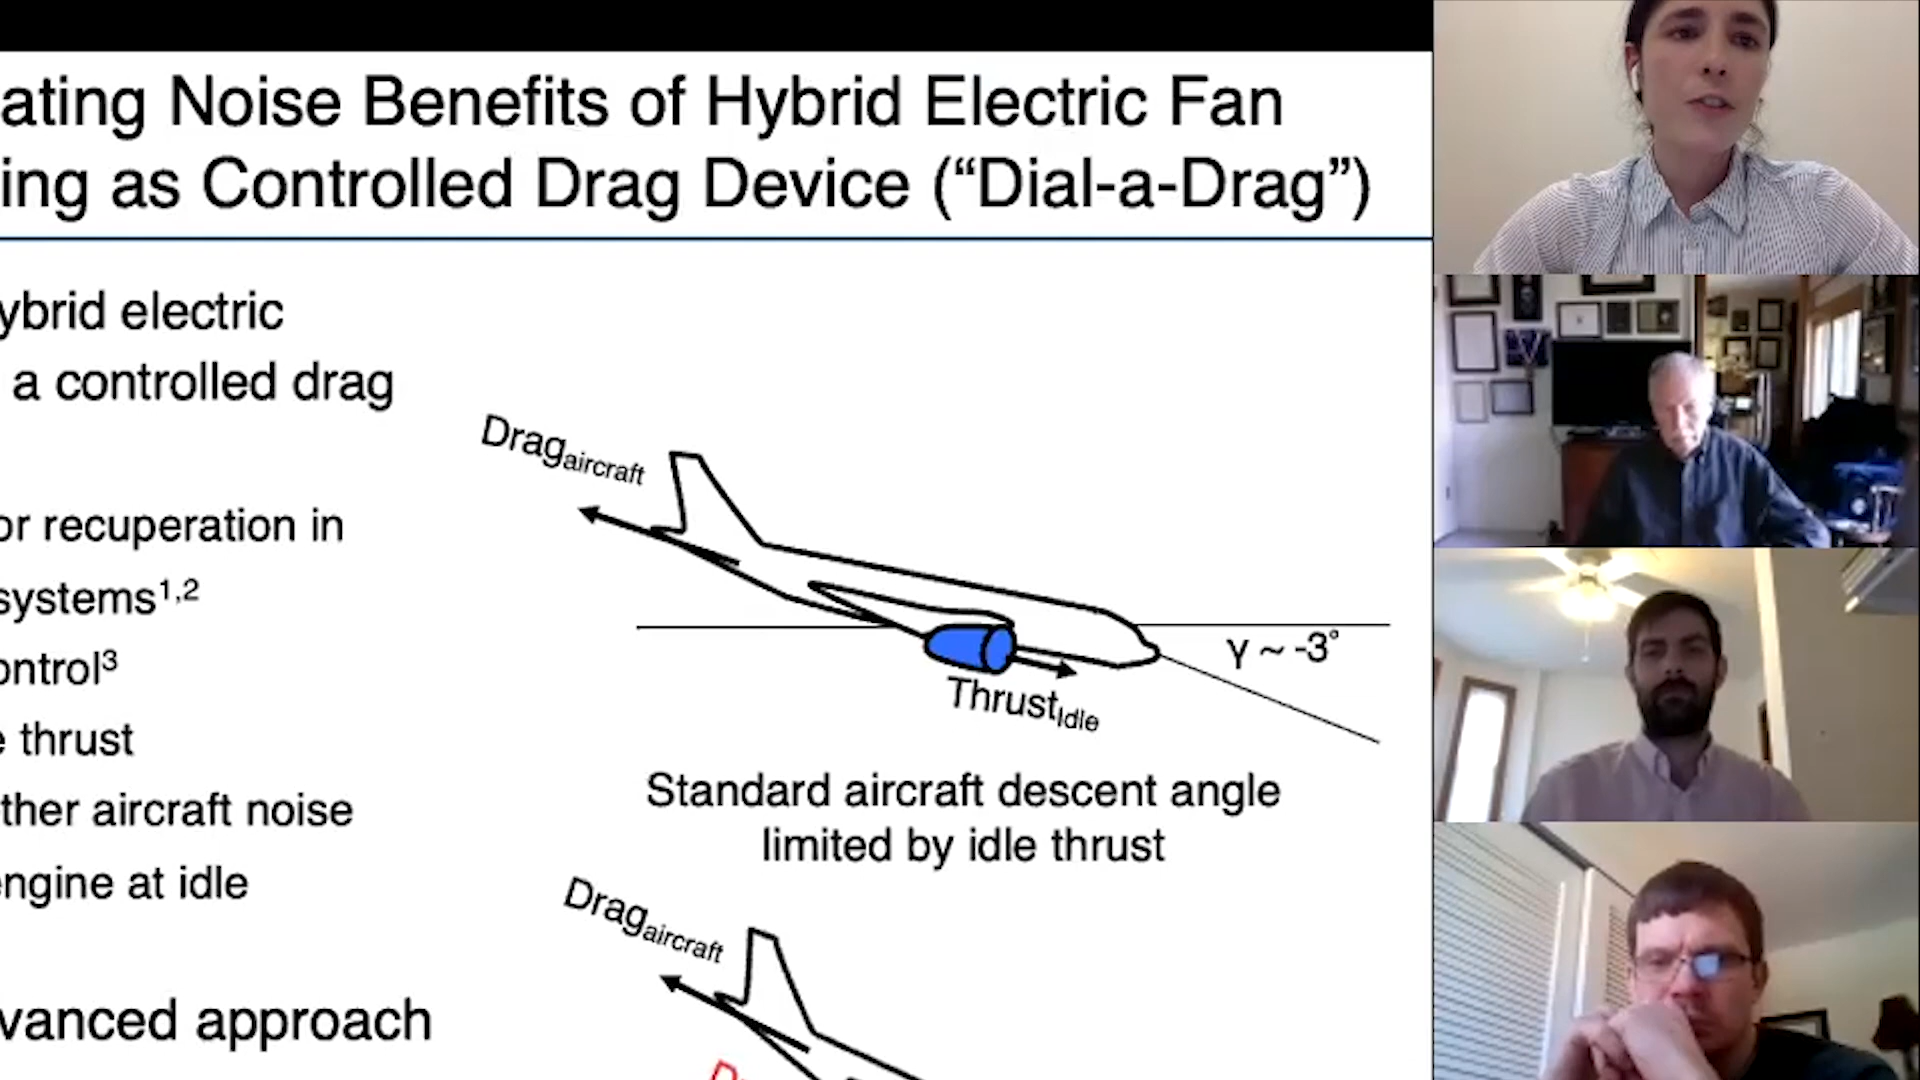 ating Noise Benefits of Hybrid Electric Fan
ing as Controlled Drag Device (“Dial-a-Drag”)
ybrid electric
a controlled drag
or recuperation in
systems1,2
ontrol3
e thrust
ther aircraft noise
engine at idle
vanced approach
Dragaircraft
γ ~ -3°
ThrustIdle
Standard aircraft descent angle
limited by idle thrust
Dragaircraft